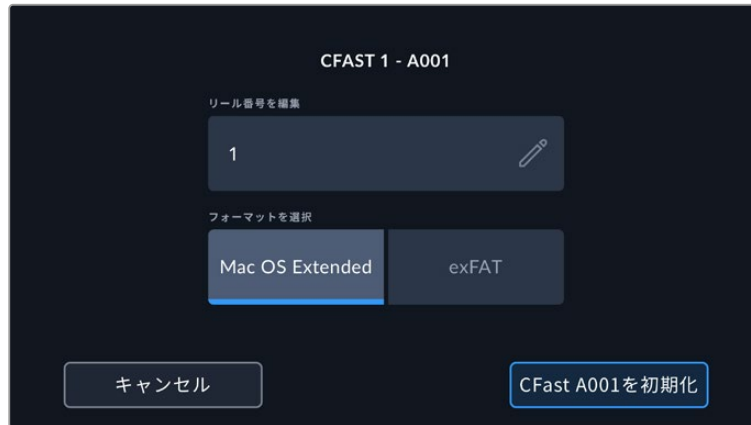 CFAST 1 - A001
リール番号を編集
1
フォーマットを選択
Mac OS Extended
exFAT
キャンセル
CFast A001を初期化